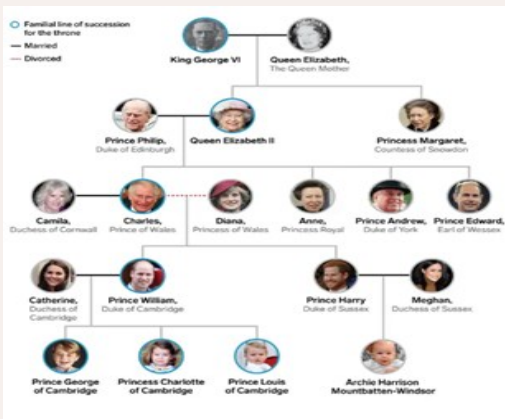 Familial line of succession
for the throne
Married
Divorced
King George VI
Queen Elizabeth,
The Queen Mother
Prince Philip,
Duke of Edinburgh
Queen Elizabeth II
Princess Margaret,
Countess of Snowdon
Camila,
Duchess of Cornwall
Charles,
Prince of Wales
Diana,
Princess of Wales
Anne,
Princess Royal
Prince Andrew,
Duke of York
Prince Edward,
Earl of Wessex
Catherine,
Duchess of
Cambridge
Prince William,
Duke of Cambridge
Prince Harry
Duke of Sussex
Meghan,
Duchess of Sussex
Prince George
of Cambridge
Princess Charlotte
of Cambridge
Prince Louis
of Cambridge
Archie Harrison
Mountbatten-Windsor